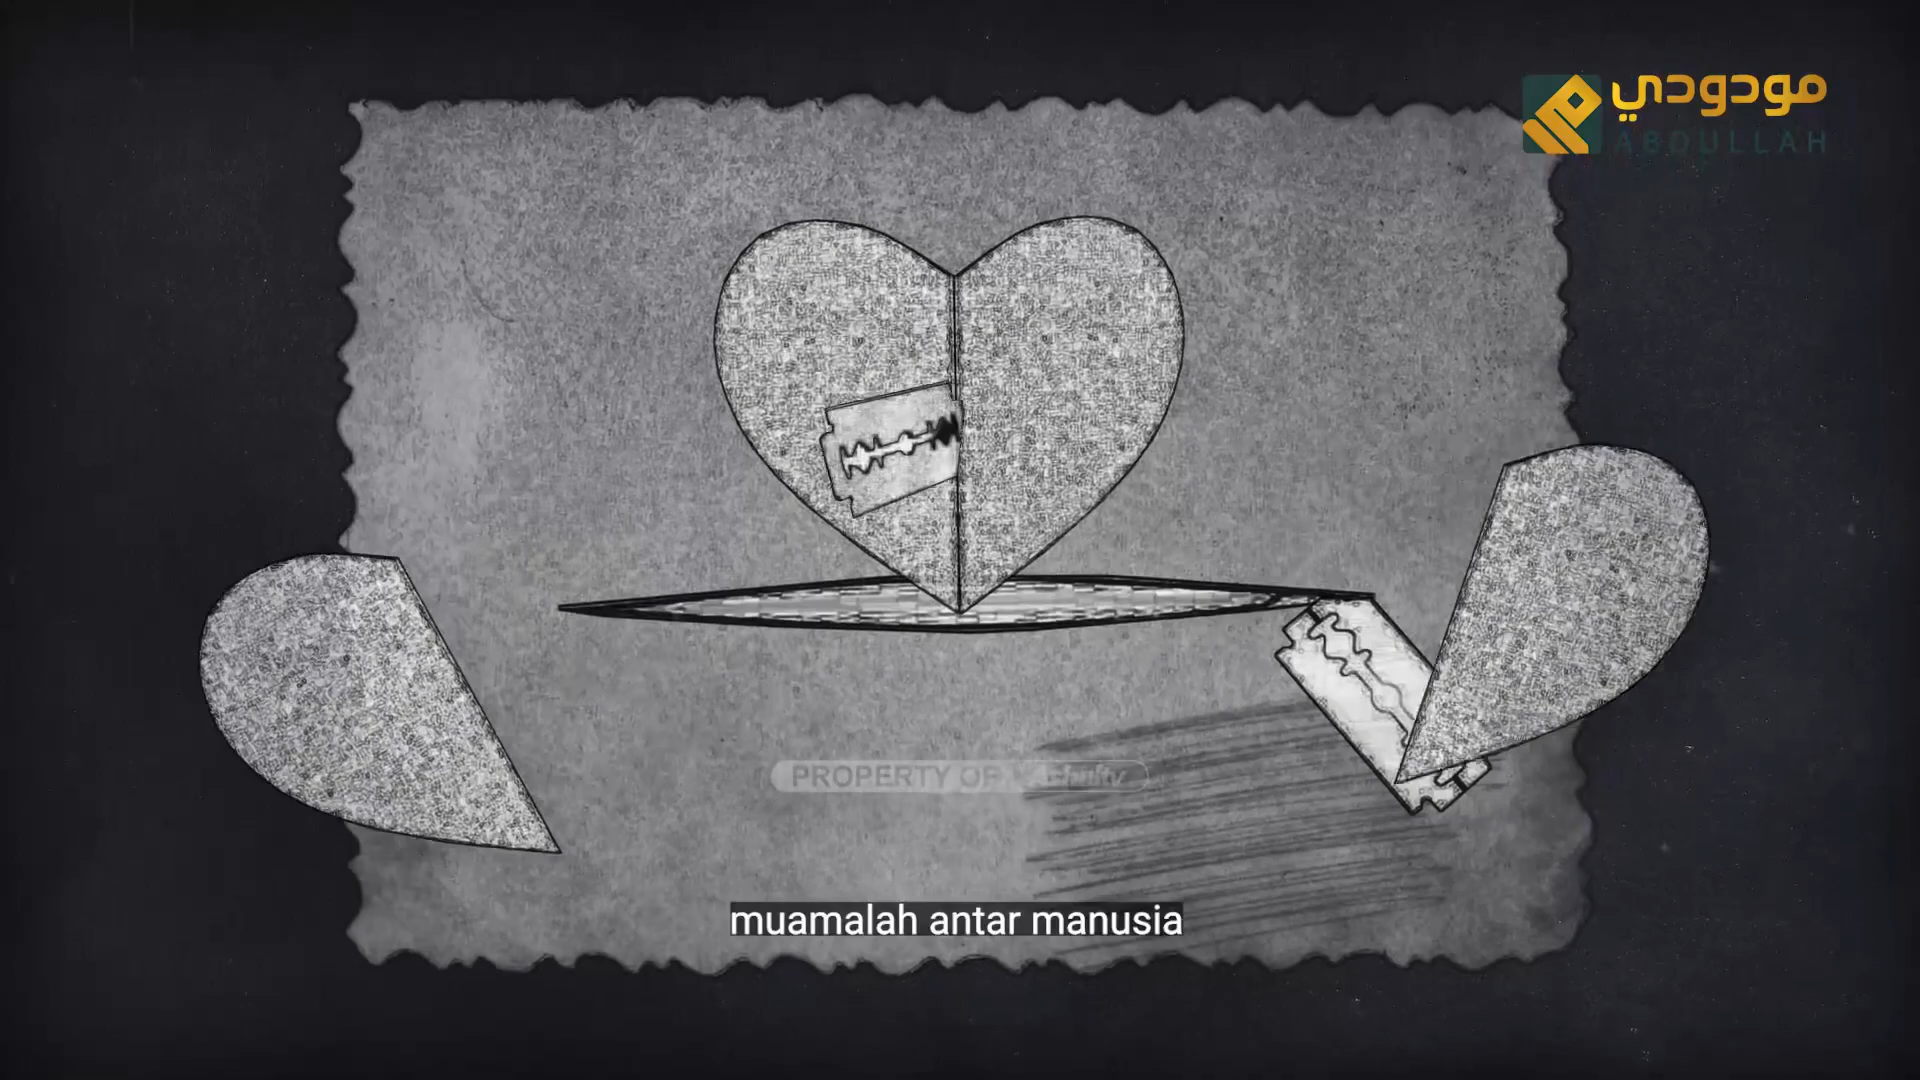 مودودي
ABDULLAH
PROPERTY OF
muamalah antar manusia